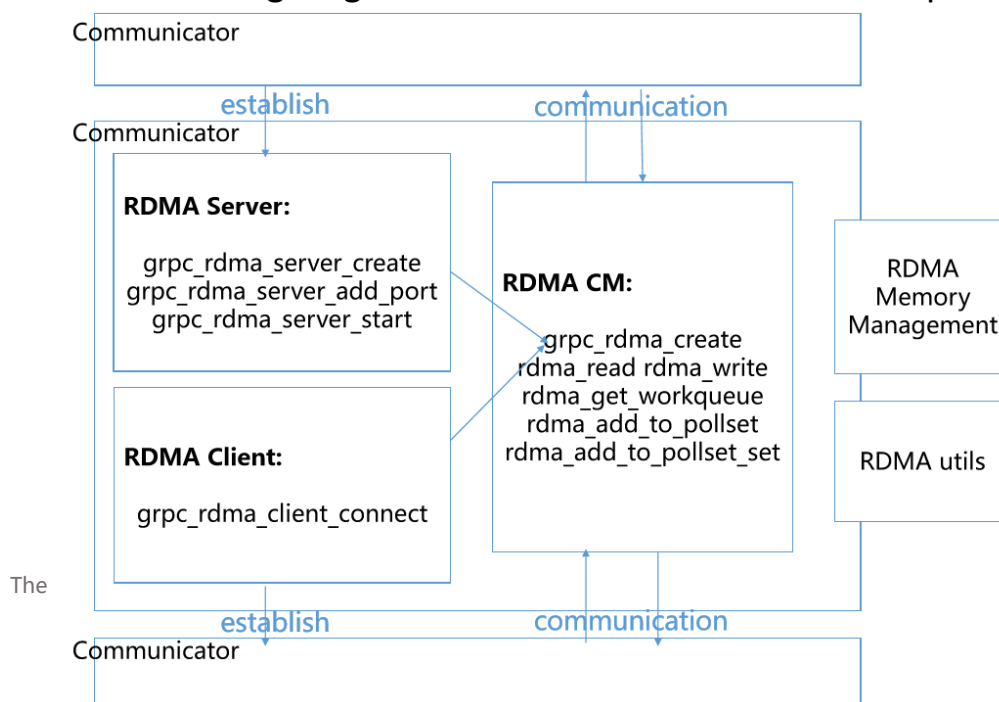 Communicator
establish
communication
Communicator
RDMA Server:
grpc_rdma_server_create
grpc_rdma_server_add_port
grpc_rdma_server_start
RDMA Client:
grpc_rdma_client_connect
RDMA CM:
grpc_rdma_create
rdma_read rdma_write
rdma_get_workqueue
rdma_add_to_pollset
rdma_add_to_pollset_set
RDMA
Memory
Management
RDMA utils
The
establish
communication
Communicator